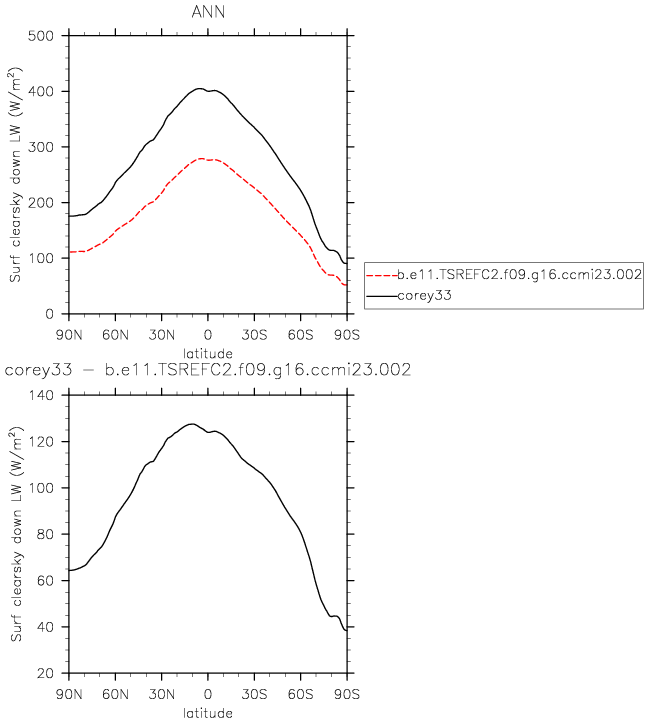 ANN
Surf clearsky down LW (W/m²)
500
400
300
200
100
0
90N 60N 30N 0 30S 60S 90S
latitude
b.e11.TSREFC2.f09.g16.ccmi23.002
corey33
corey33 − b.e11.TSREFC2.f09.g16.ccmi23.002
Surf clearsky down LW (W/m²)
140
120
100
80
60
40
20
90N 60N 30N 0 30S 60S 90S
latitude